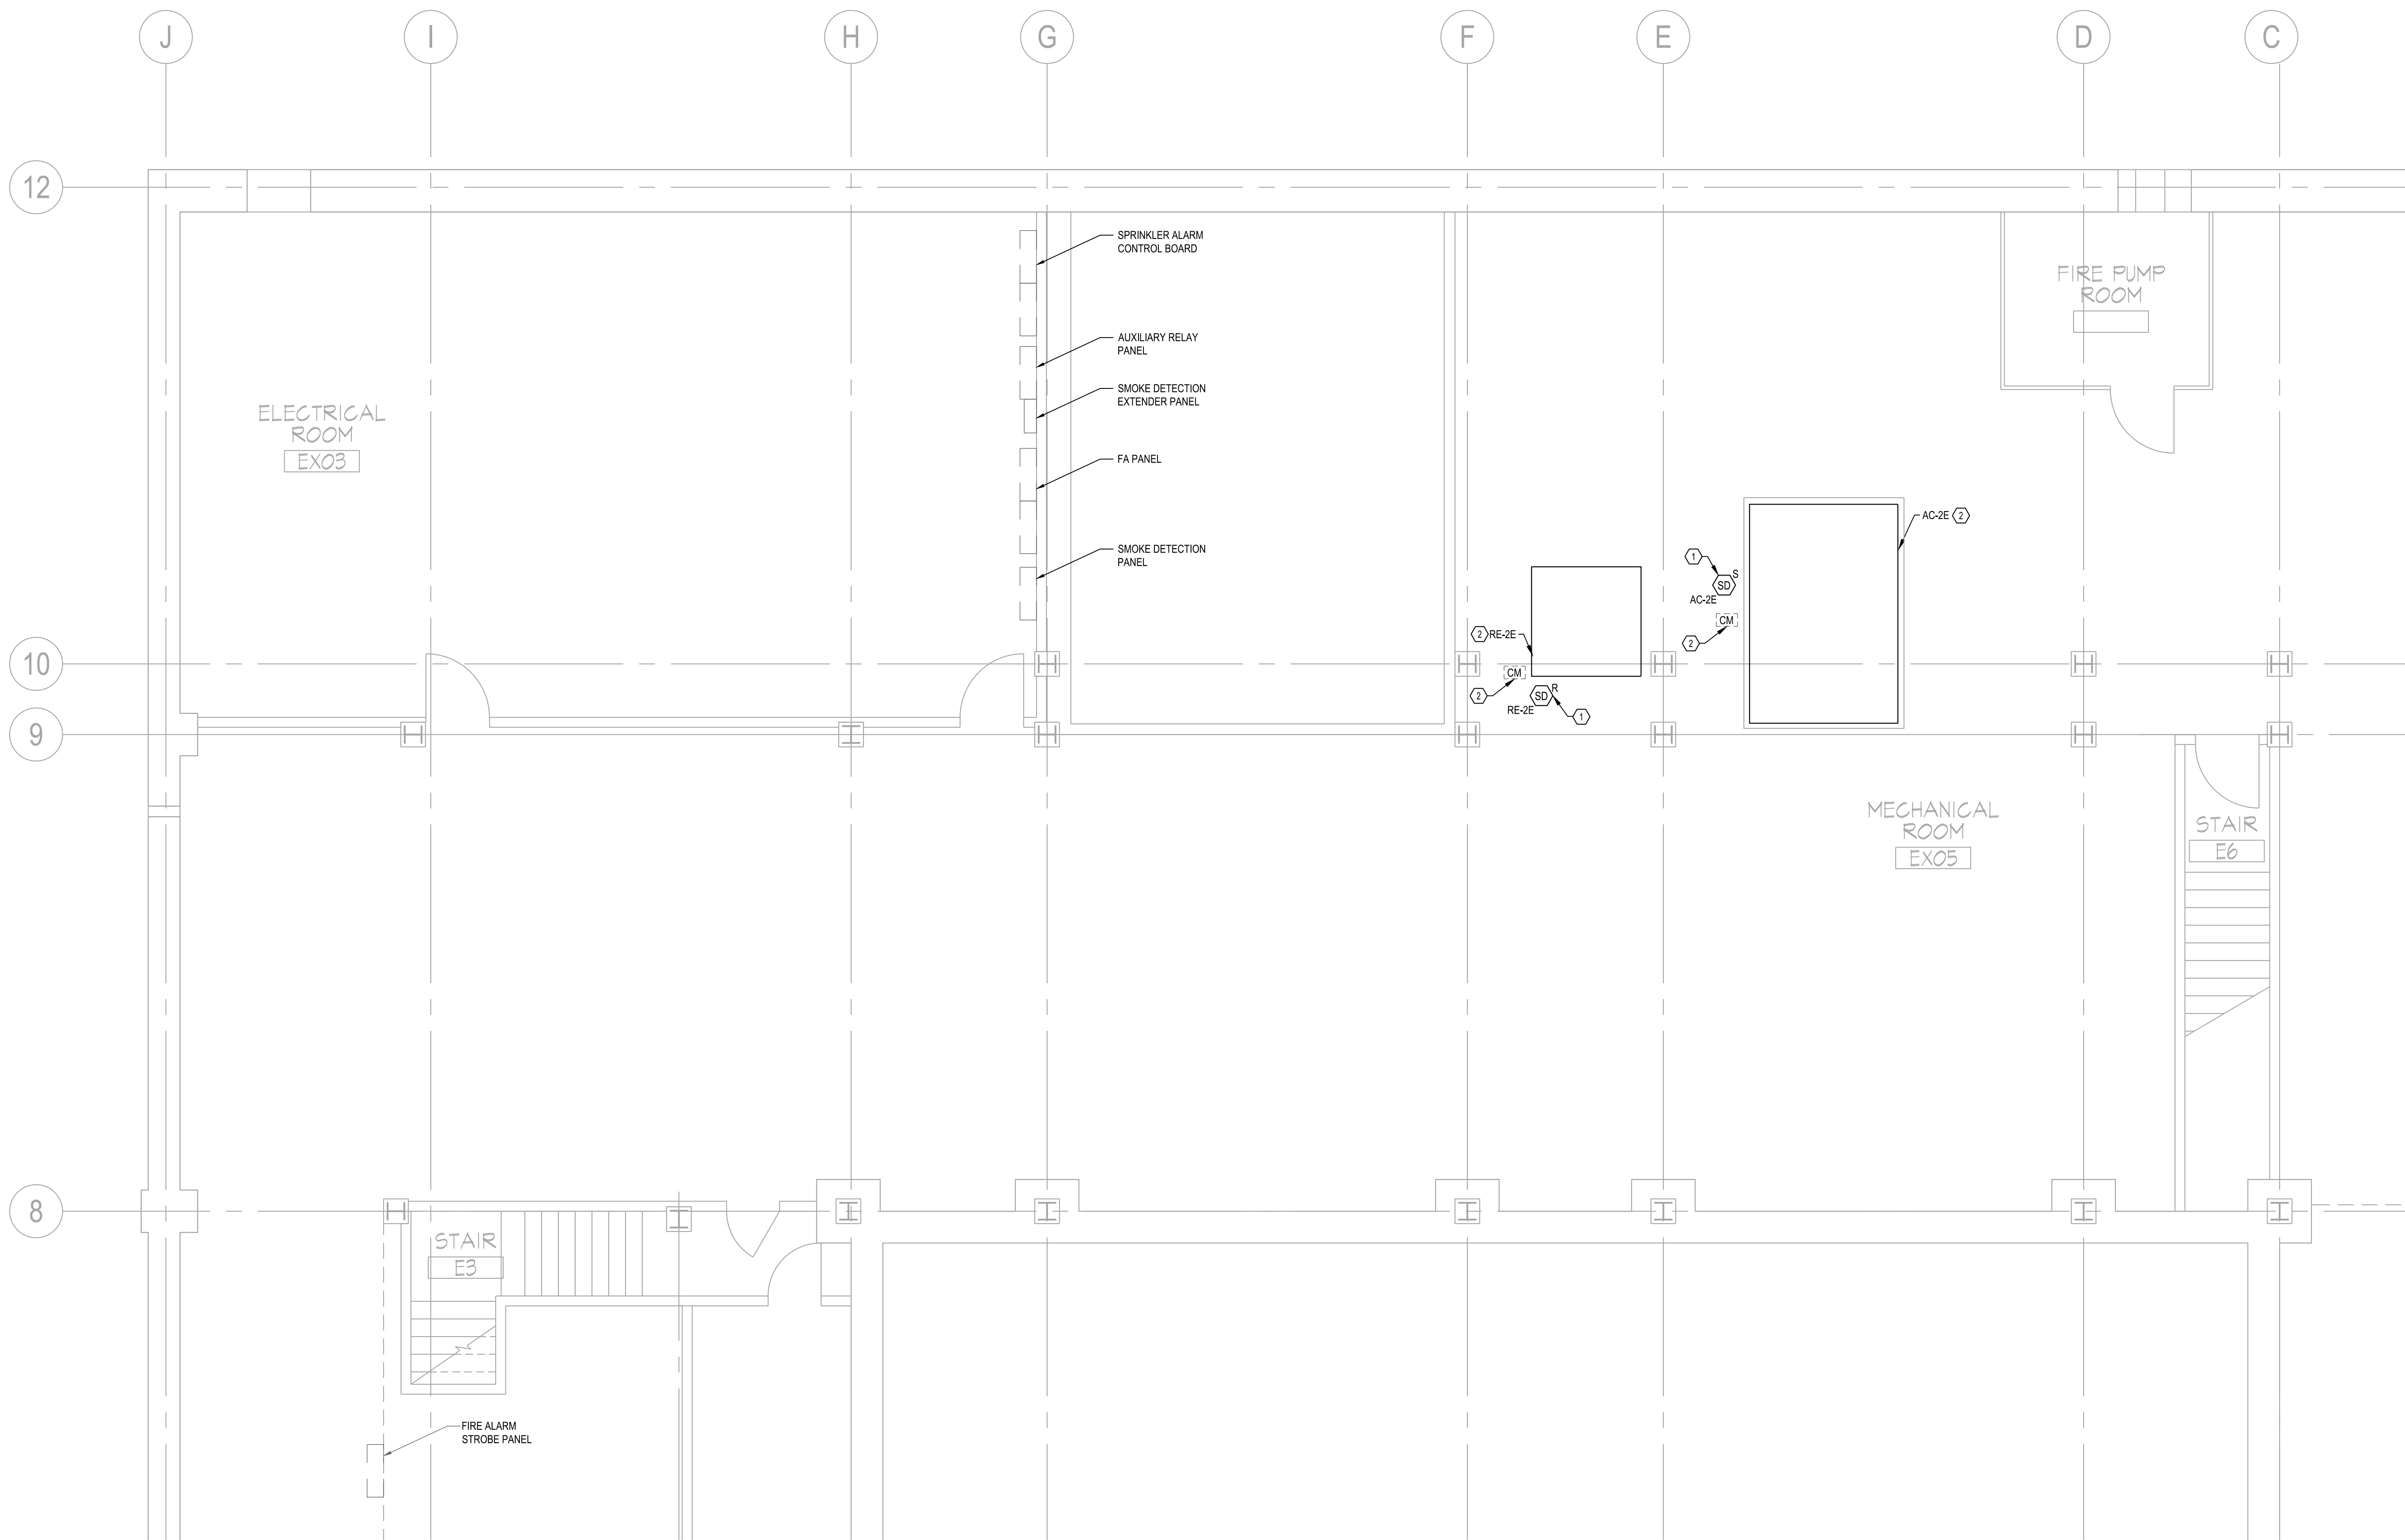 J
I
H
G
F
E
D
C
12
SPRINKLER ALARM
CONTROL BOARD
FIRE PUMP
ROOM
AUXILIARY RELAY
PANEL
SMOKE DETECTION
EXTENDER PANEL
ELECTRICAL
ROOM
EX03
FA PANEL
SMOKE DETECTION
PANEL
AC-2E 2
1
S
SD
AC-2E
CM
2
2 RE-2E
10
CM
2
R
SD
RE-2E
1
9
MECHANICAL
ROOM
EX05
STAIR
E6
8
STAIR
E3
FIRE ALARM
STROBE PANEL